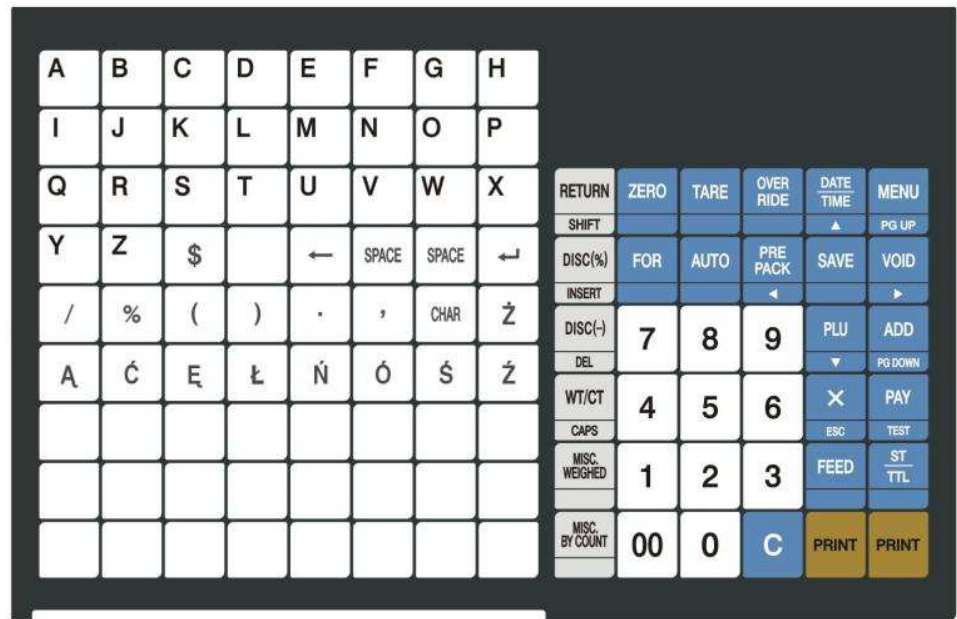 A B C D E F G H
I J K L M N O P
Q R S T U V W X
Y Z $ ← SPACE SPACE ↵
/ % ( ) . , CHAR Ż
Ą Ć Ę Ł Ń Ó Ś Ź
RETURN ZERO TARE OVER RIDE DATE TIME MENU
SHIFT ▲ PG UP
DISC(%) FOR AUTO PRE PACK SAVE VOID
INSERT ◄ ►
DISC(–) 7 8 9 PLU ADD
DEL ▼ PG DOWN
WT/CT 4 5 6 × PAY
CAPS ESC TEST
MISC. WEIGHED 1 2 3 FEED ST TTL
MISC. BY COUNT 00 0 C PRINT PRINT